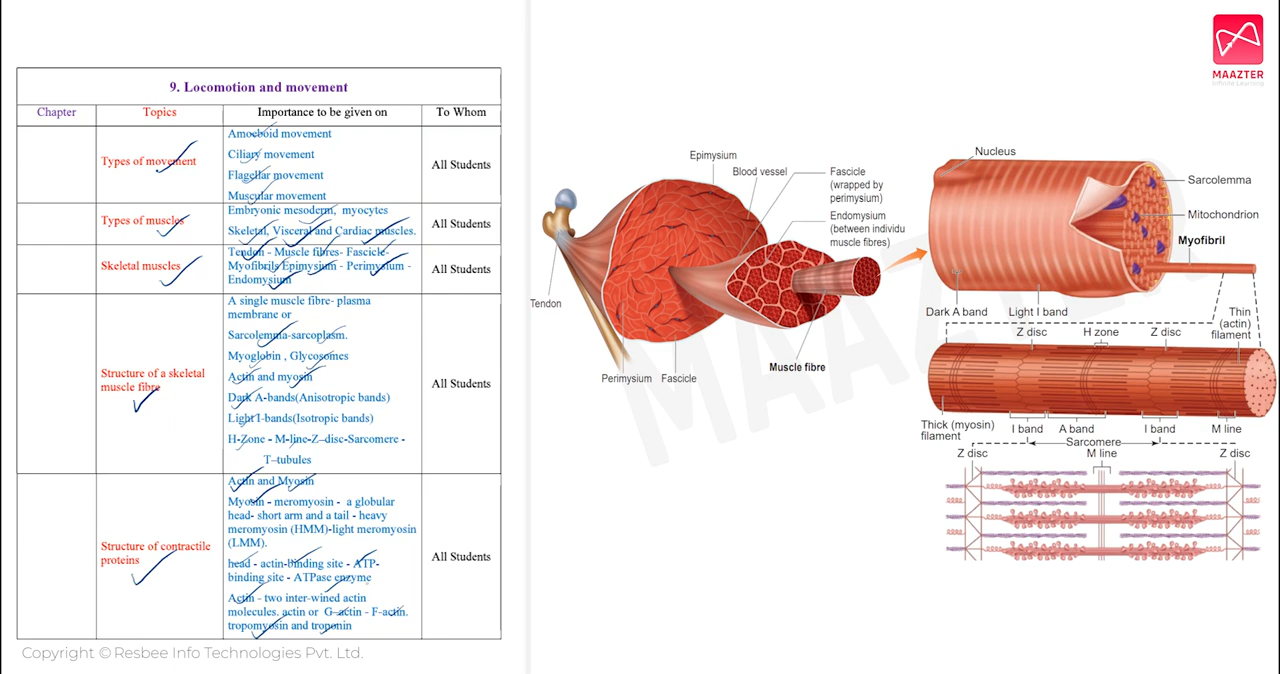 9. Locomotion and movement
Chapter
Topics
Importance to be given on
To Whom
Types of movement
Amoeboid movement
Ciliary movement
Flagellar movement
Muscular movement
All Students
Types of muscles
Embryonic mesoderm, myocytes
Skeletal, Visceral and Cardiac muscles.
All Students
Skeletal muscles
Tendon - Muscle fibres- Fascicle-
Myofibrils Epimysium - Perimysium -
Endomysium
All Students
Structure of a skeletal
muscle fibre
A single muscle fibre- plasma
membrane or
Sarcolemma-sarcoplasm.
Myoglobin , Glycosomes
Actin and myosin
Dark A-bands(Anisotropic bands)
Light I-bands(Isotropic bands)
H-Zone - M-line-Z–disc-Sarcomere -
T–tubules
All Students
Structure of contractile
proteins
Actin and Myosin
Myosin - meromyosin - a globular
head- short arm and a tail - heavy
meromyosin (HMM)-light meromyosin
(LMM).
head - actin-binding site - ATP-
binding site - ATPase enzyme
Actin - two inter-wined actin
molecules. actin or G–actin - F-actin.
tropomyosin and troponin
All Students
Copyright © Resbee Info Technologies Pvt. Ltd.
MAAZTER
Infinite Learning
MAAZTER
Epimysium
Blood vessel
Fascicle
(wrapped by
perimysium)
Endomysium
(between individu
muscle fibres)
Tendon
Perimysium
Fascicle
Muscle fibre
Nucleus
Sarcolemma
Mitochondrion
Myofibril
Dark A band
Light I band
Thin
(actin)
filament
Z disc
H zone
Z disc
Thick (myosin)
filament
I band
A band
I band
M line
Sarcomere
Z disc
M line
Z disc